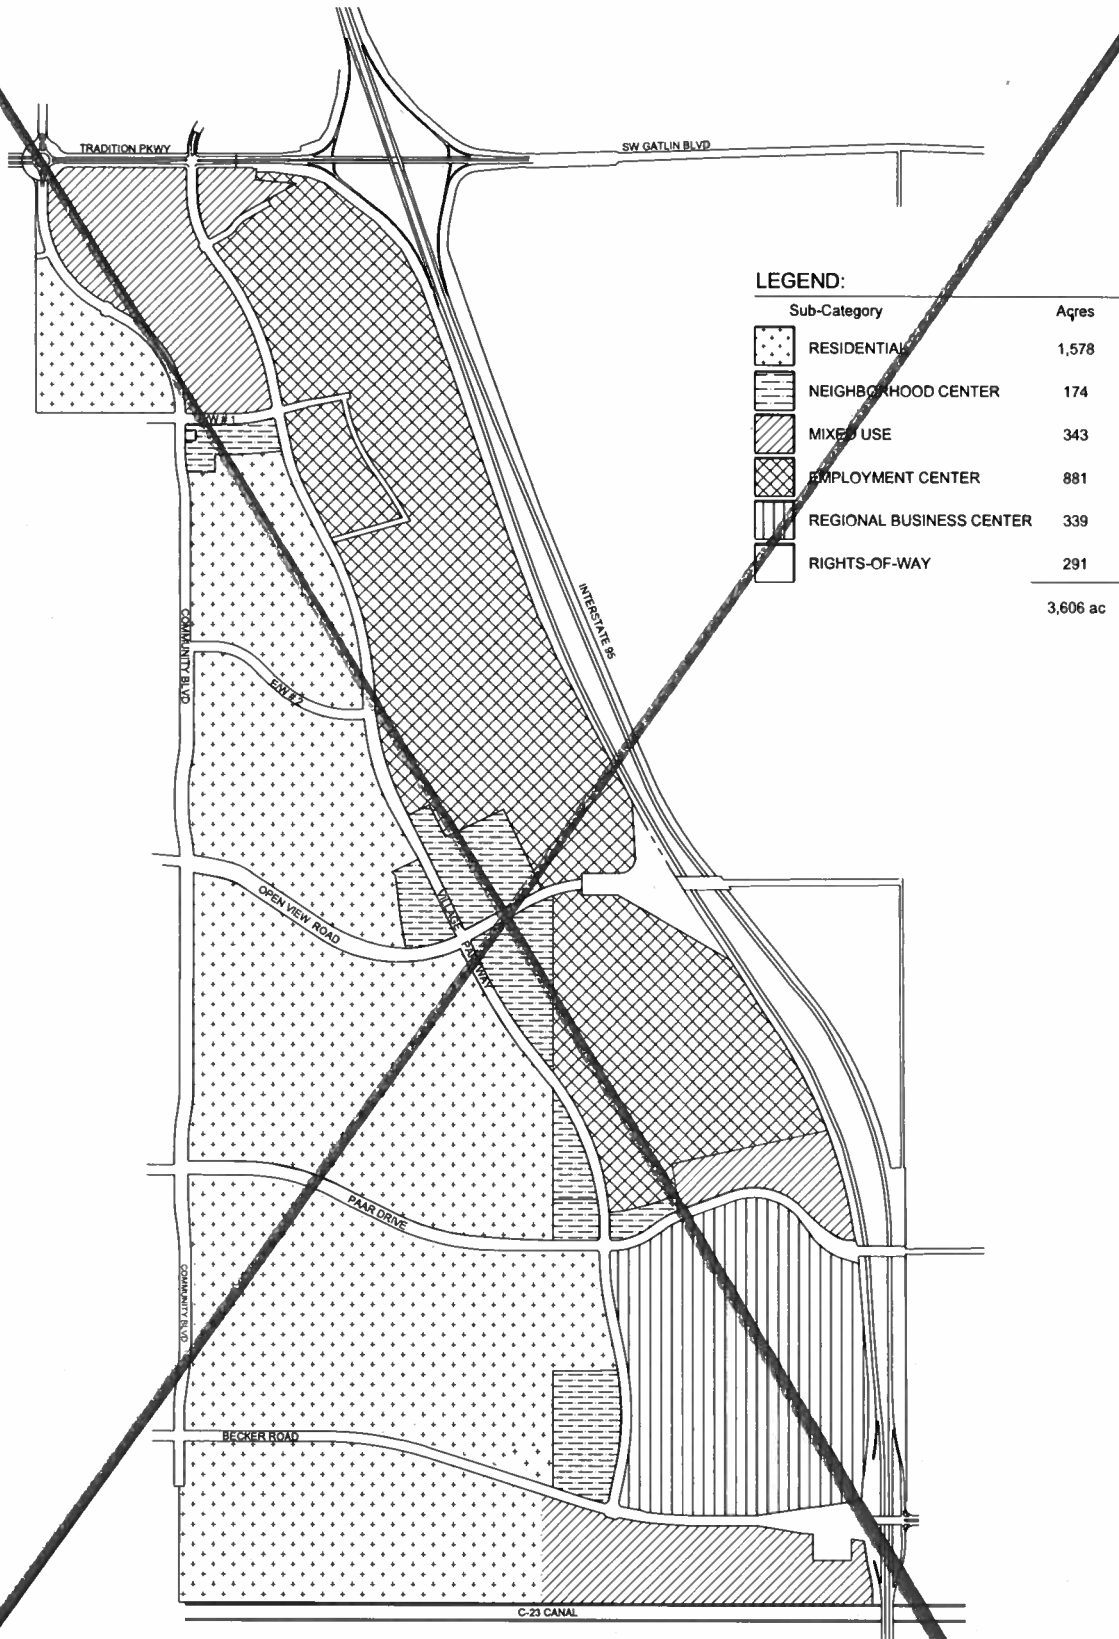 TRADITION PKWY
SW GATLIN BLVD
LEGEND:
Sub-Category Acres
RESIDENTIAL 1,578
NEIGHBORHOOD CENTER 174
MIXED USE 343
EMPLOYMENT CENTER 881
REGIONAL BUSINESS CENTER 339
RIGHTS-OF-WAY 291
3,606 ac
INTERSTATE 95
COMMUNITY BLVD
E/W # 2
OPEN VIEW ROAD
VILLAGE PARKWAY
PAAR DRIVE
COMMUNITY BLVD
BECKER ROAD
C-23 CANAL